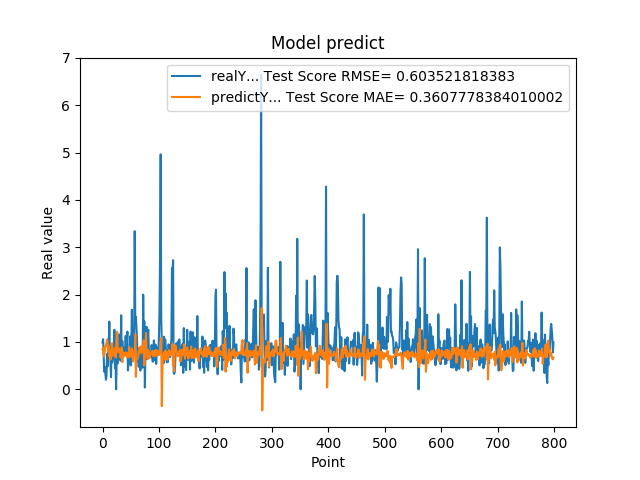 Model predict
realY... Test Score RMSE= 0.603521818383
predictY... Test Score MAE= 0.3607778384010002
7
6
5
4
3
2
1
0
Real value
0 100 200 300 400 500 600 700 800
Point